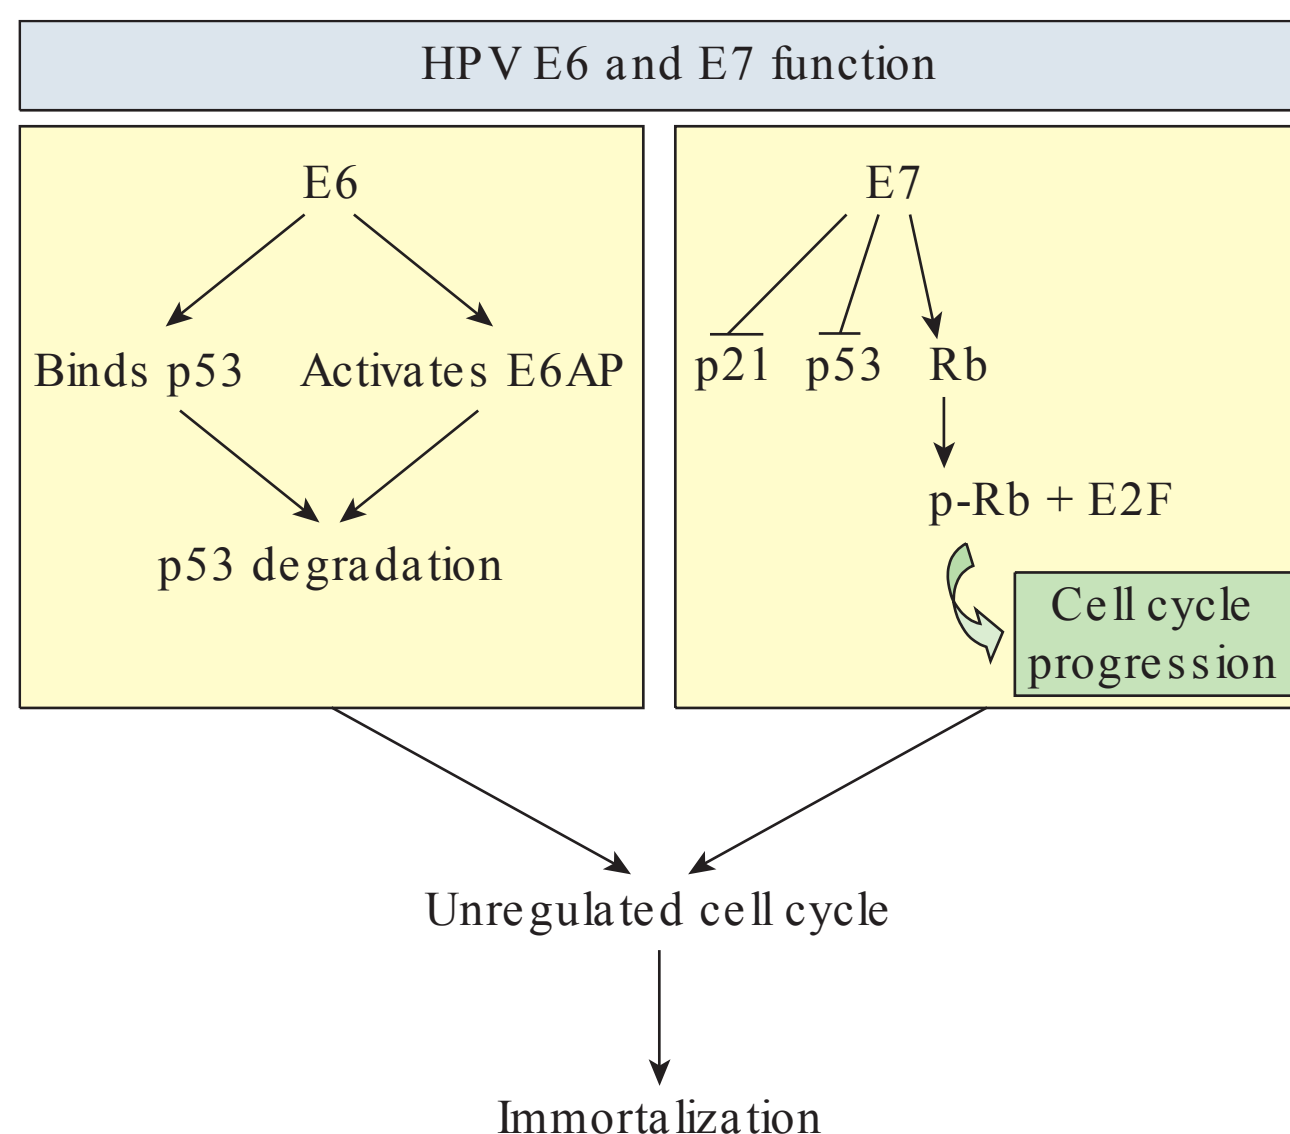 HPV E6 and E7 function
E6
Binds p53 Activates E6AP
p53 degradation
E7
p21 p53 Rb
p-Rb + E2F
Cell cycle
progression
Unregulated cell cycle
Immortalization